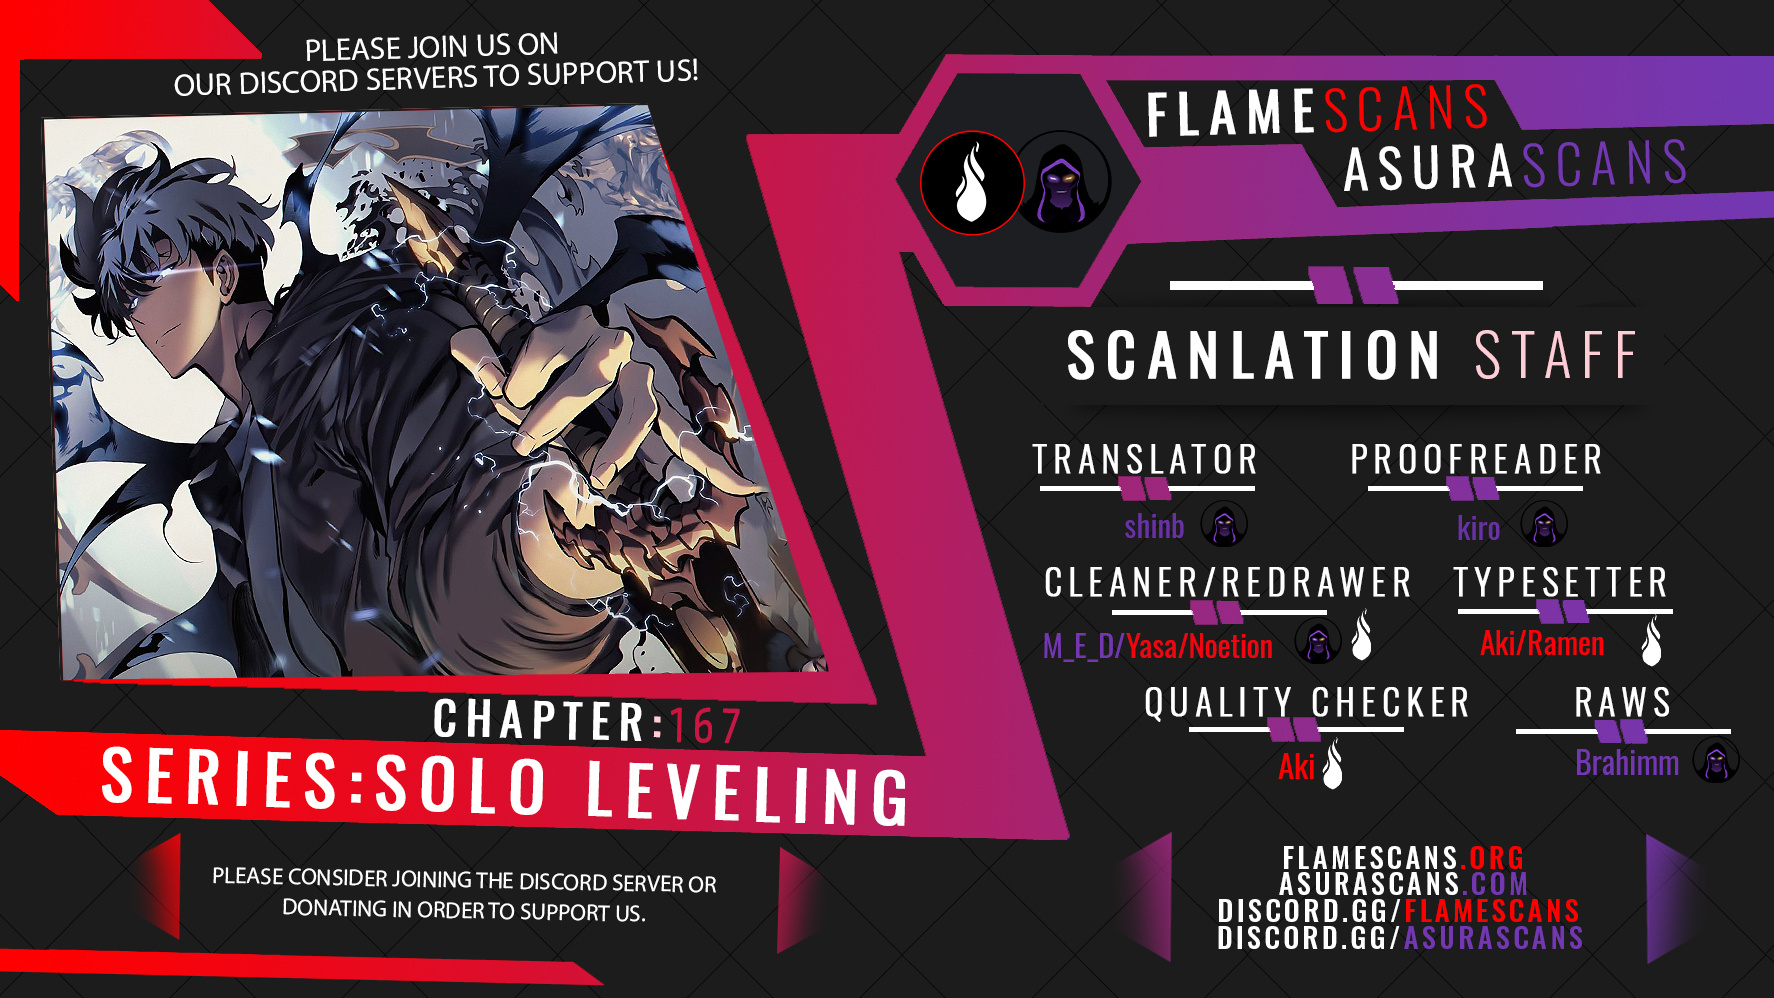 PLEASE JOIN US ON
OUR DISCORD SERVERS TO SUPPORT US!
FLAMESCANS
ASURASCANS
SCANLATION STAFF
TRANSLATOR
shinb
PROOFREADER
kiro
CLEANER/REDRAWER
M_E_D/Yasa/Noetion
TYPESETTER
Aki/Ramen
QUALITY CHECKER
Aki
RAWS
Brahimm
CHAPTER:167
SERIES:SOLO LEVELING
PLEASE CONSIDER JOINING THE DISCORD SERVER OR
DONATING IN ORDER TO SUPPORT US.
FLAMESCANS.ORG
ASURASCANS.COM
DISCORD.GG/FLAMESCANS
DISCORD.GG/ASURASCANS